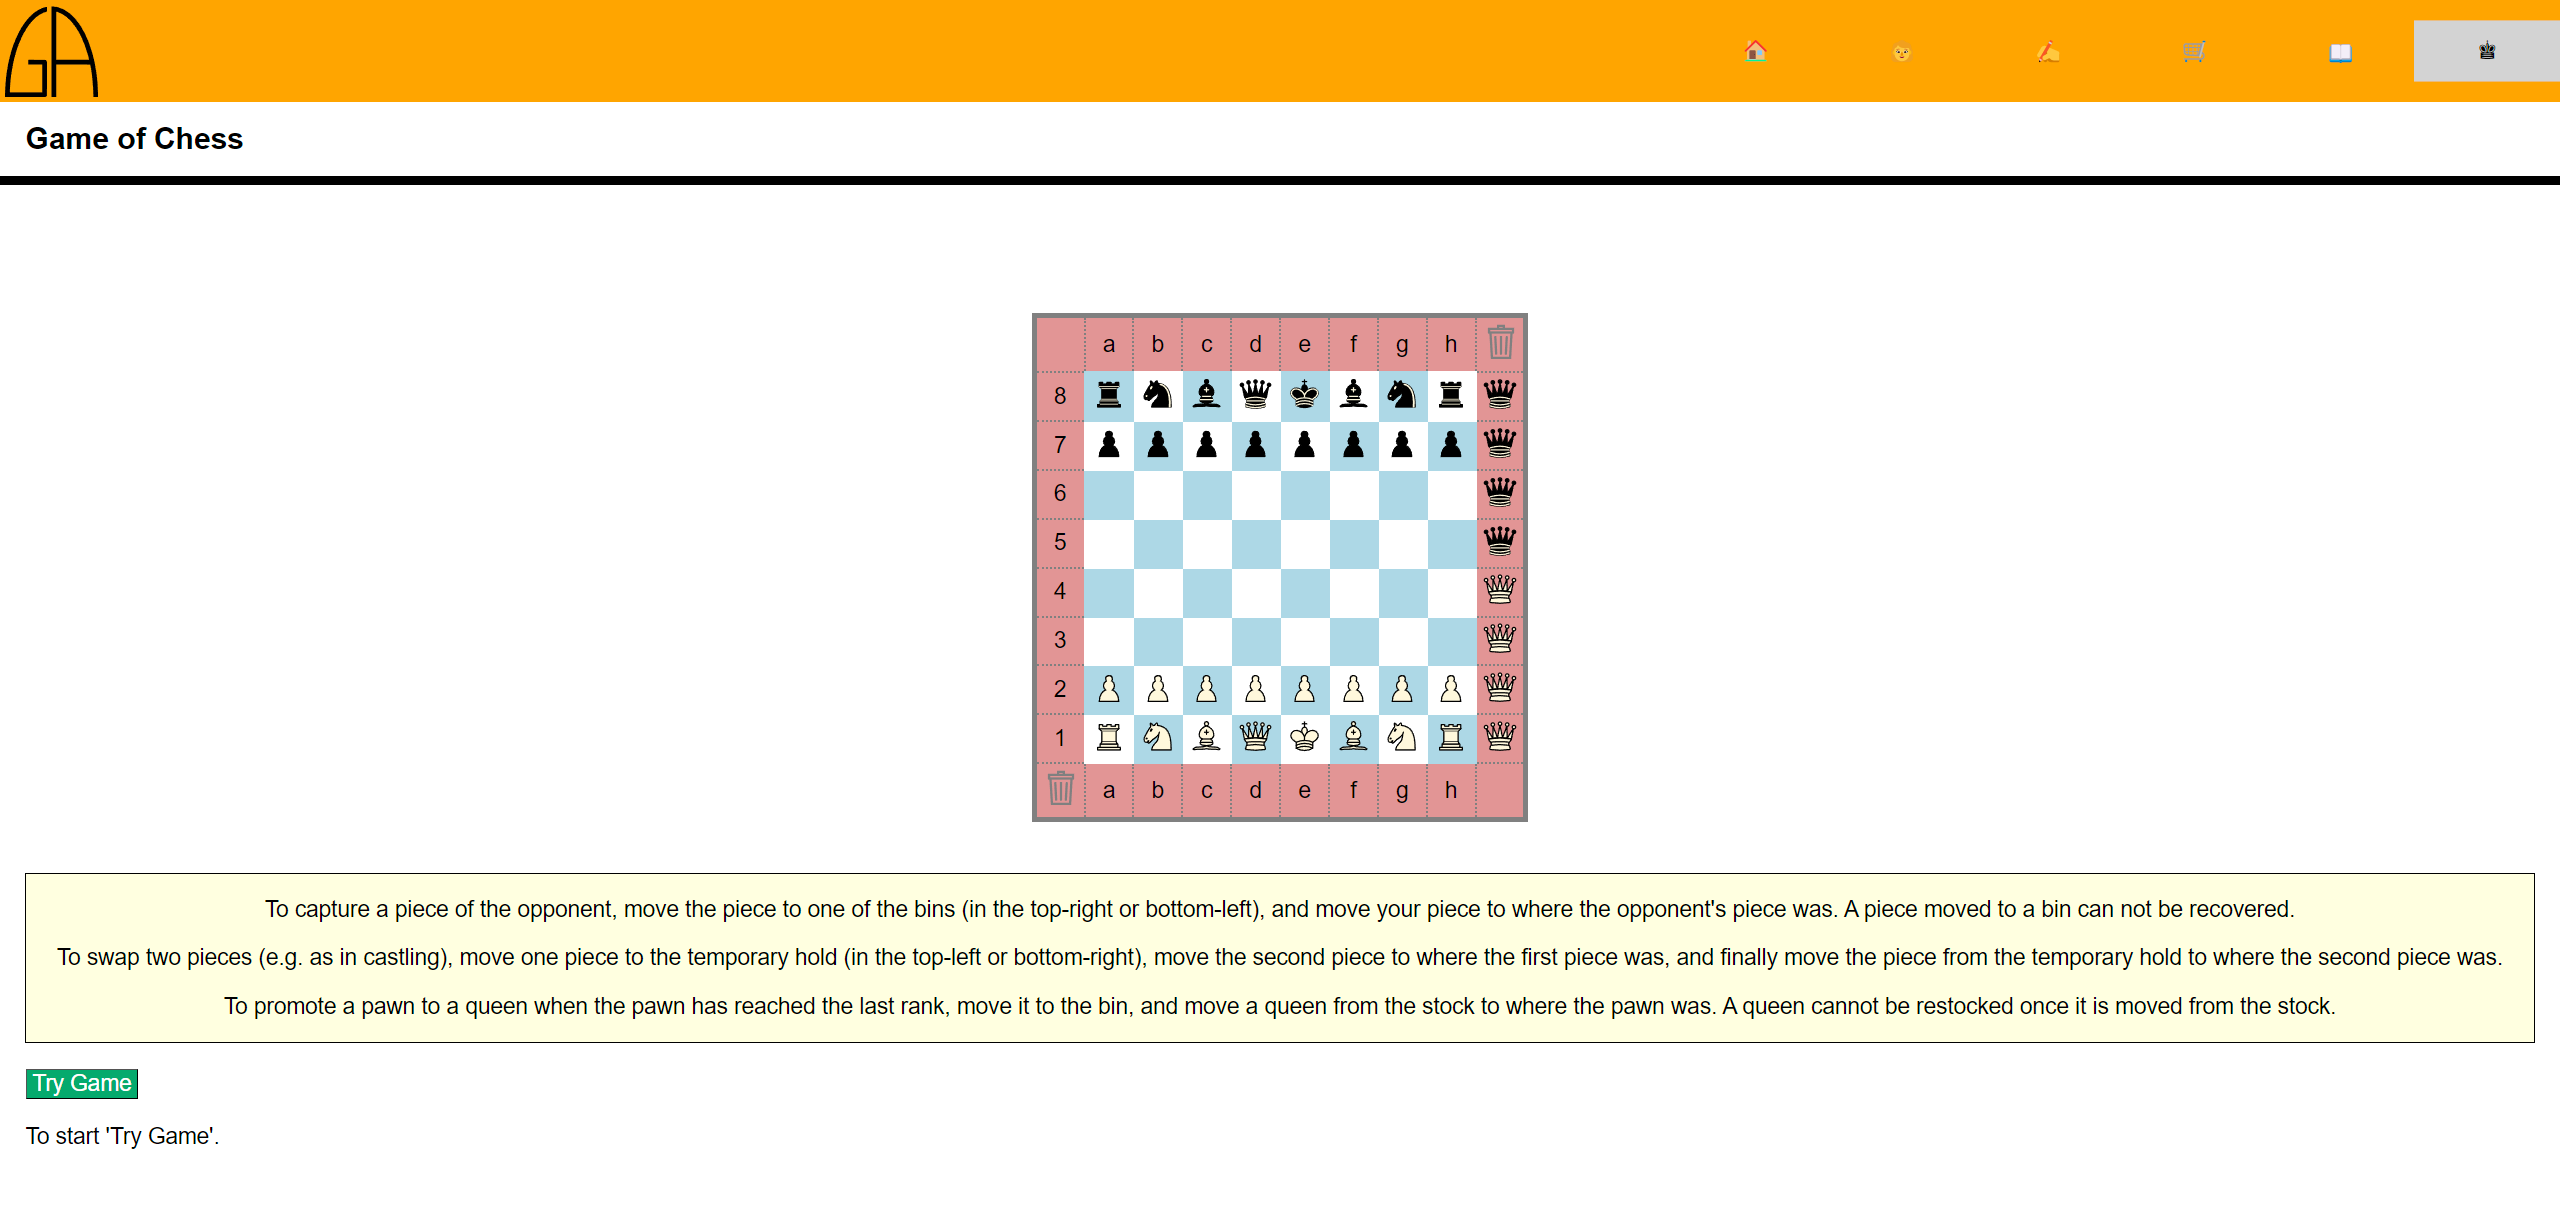 GA
Game of Chess
a b c d e f g h
8
7
6
5
4
3
2
1
a b c d e f g h
To capture a piece of the opponent, move the piece to one of the bins (in the top-right or bottom-left), and move your piece to where the opponent's piece was. A piece moved to a bin can not be recovered.
To swap two pieces (e.g. as in castling), move one piece to the temporary hold (in the top-left or bottom-right), move the second piece to where the first piece was, and finally move the piece from the temporary hold to where the second piece was.
To promote a pawn to a queen when the pawn has reached the last rank, move it to the bin, and move a queen from the stock to where the pawn was. A queen cannot be restocked once it is moved from the stock.
Try Game
To start 'Try Game'.